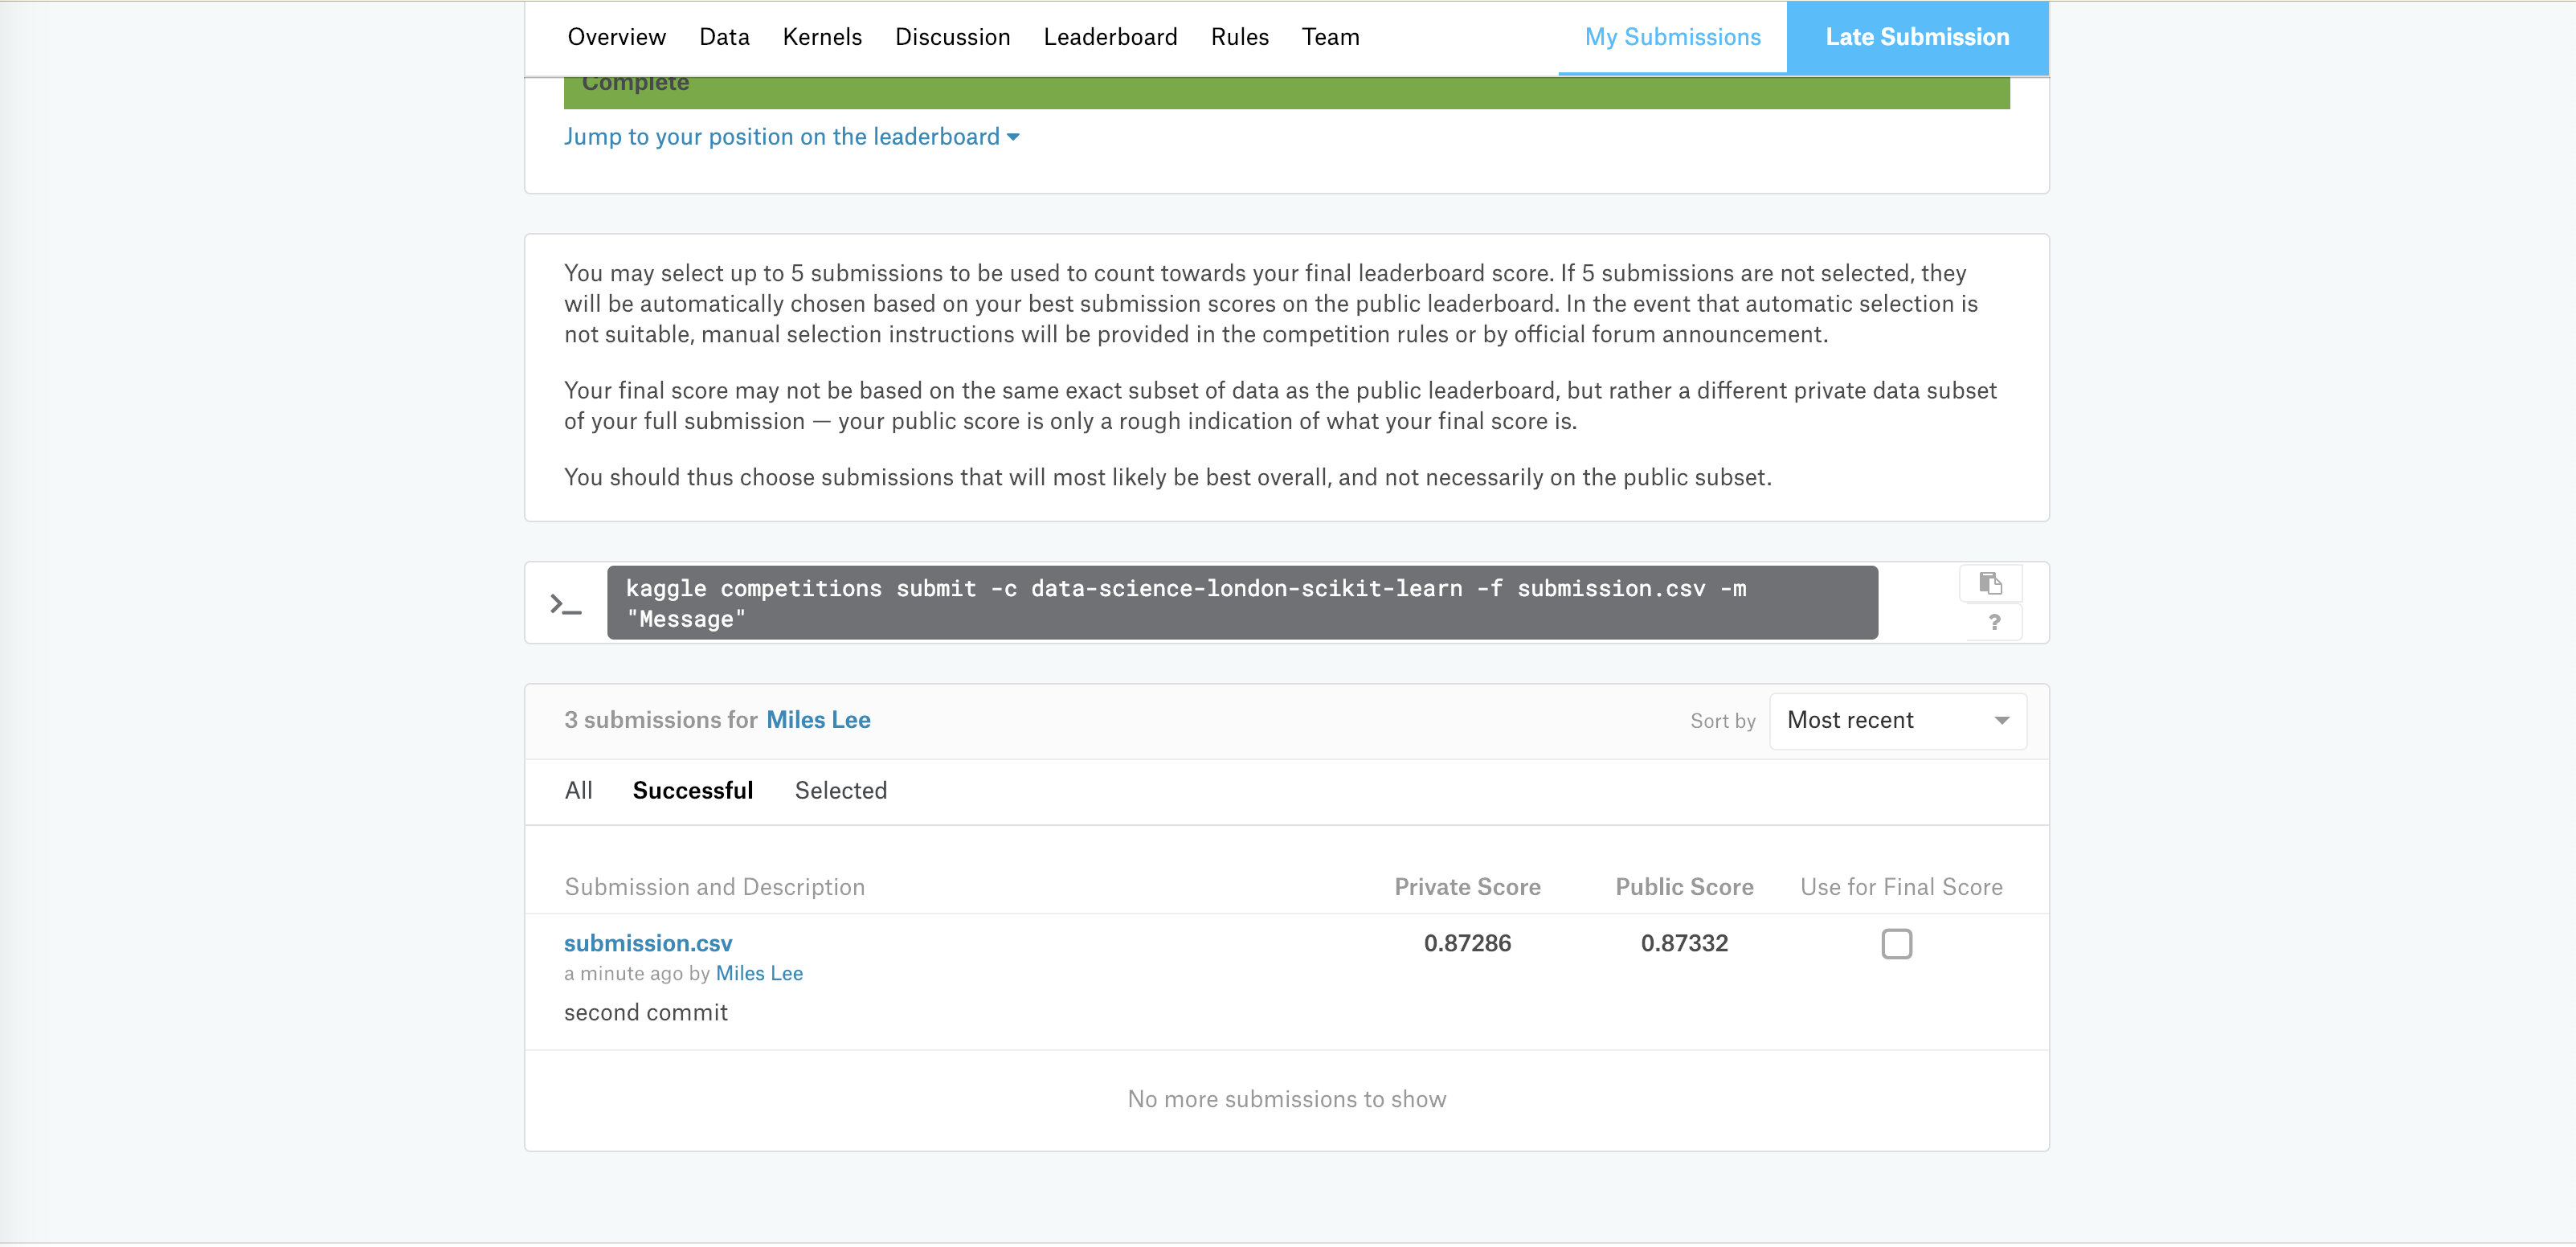 Overview Data Kernels Discussion Leaderboard Rules Team My Submissions Late Submission
Complete
Jump to your position on the leaderboard
You may select up to 5 submissions to be used to count towards your final leaderboard score. If 5 submissions are not selected, they
will be automatically chosen based on your best submission scores on the public leaderboard. In the event that automatic selection is
not suitable, manual selection instructions will be provided in the competition rules or by official forum announcement.
Your final score may not be based on the same exact subset of data as the public leaderboard, but rather a different private data subset
of your full submission — your public score is only a rough indication of what your final score is.
You should thus choose submissions that will most likely be best overall, and not necessarily on the public subset.
>_ kaggle competitions submit -c data-science-london-scikit-learn -f submission.csv -m
"Message"
?
3 submissions for Miles Lee Sort by Most recent
All Successful Selected
Submission and Description Private Score Public Score Use for Final Score
submission.csv 0.87286 0.87332
a minute ago by Miles Lee
second commit
No more submissions to show